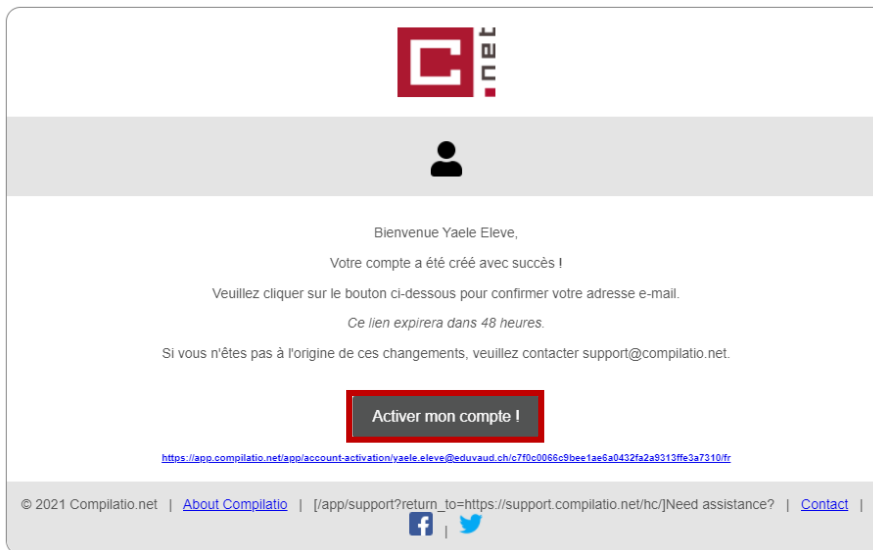 C
.net
Bienvenue Yaele Eleve,
Votre compte a été créé avec succès !
Veuillez cliquer sur le bouton ci-dessous pour confirmer votre adresse e-mail.
Ce lien expirera dans 48 heures.
Si vous n'êtes pas à l'origine de ces changements, veuillez contacter support@compilatio.net.
Activer mon compte !
https://app.compilatio.net/app/account-activation/yaele.eleve@eduvaud.ch/c7f0c0066c9bee1ae6a0432fa2a9313ffe3a7310/fr
© 2021 Compilatio.net | About Compilatio | [/app/support?return_to=https://support.compilatio.net/hc/]Need assistance? | Contact |
|